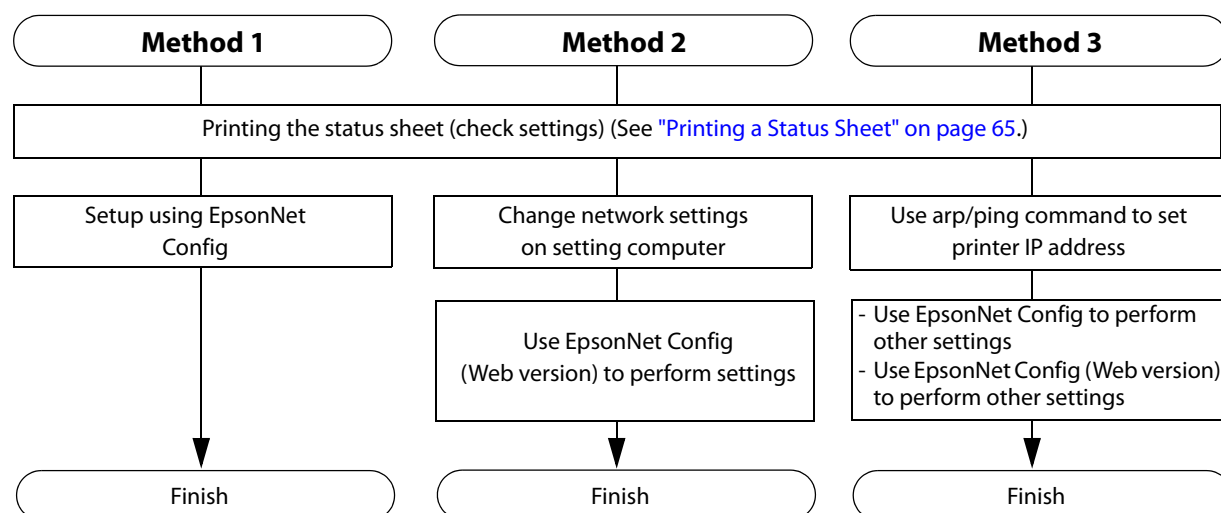 Method 1
Method 2
Method 3
Printing the status sheet (check settings) (See "Printing a Status Sheet" on page 65.)
Setup using EpsonNet
Config
Change network settings
on setting computer
Use arp/ping command to set
printer IP address
Use EpsonNet Config
(Web version) to perform settings
- Use EpsonNet Config to perform
other settings
- Use EpsonNet Config (Web version)
to perform other settings
Finish
Finish
Finish